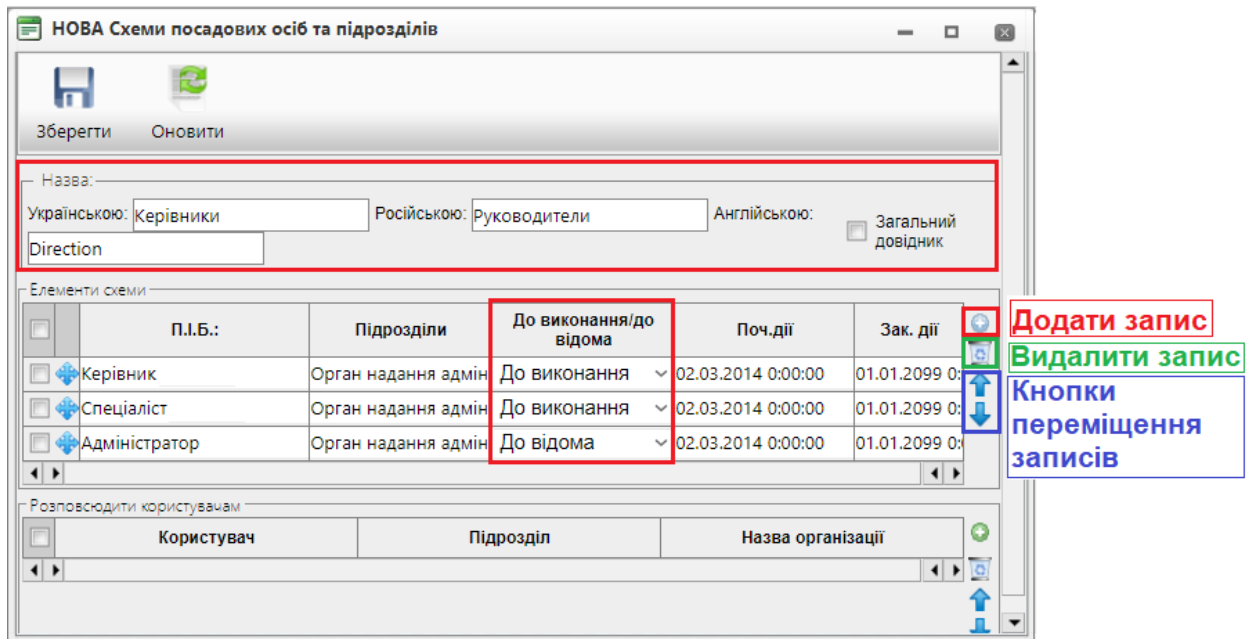 НОВА Схеми посадових осіб та підрозділів
Зберегти Оновити
Назва:
Українською: Керівники Російською: Руководители Англійською: Загальний довідник
Direction
Елементи схеми
П.І.Б.: Підрозділи До виконання/до відома Поч.дії Зак. дії
Керівник Орган надання адмін До виконання 02.03.2014 0:00:00 01.01.2099 0:
Спеціаліст Орган надання адмін До виконання 02.03.2014 0:00:00 01.01.2099 0:
Адміністратор Орган надання адмін До відома 02.03.2014 0:00:00 01.01.2099 0:0
Розповсюдити користувачам
Користувач Підрозділ Назва організації
Додати запис
Видалити запис
Кнопки
переміщення
записів